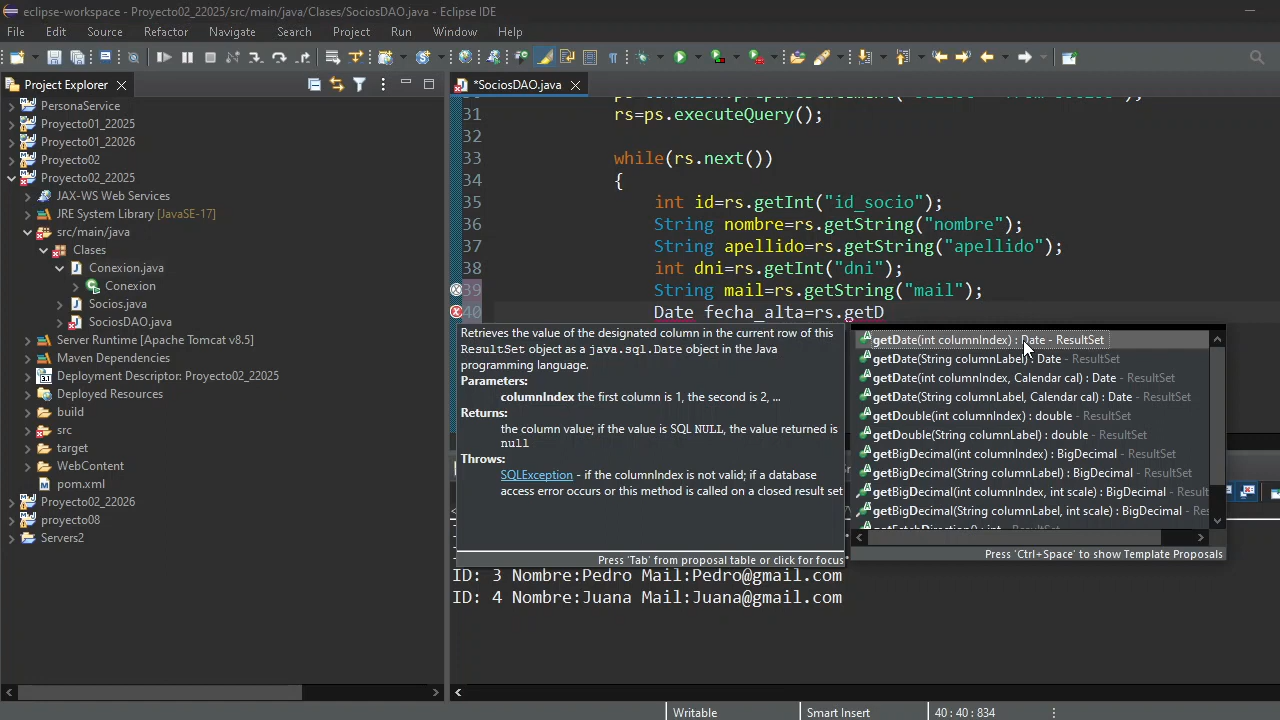 eclipse-workspace - Proyecto02_22025/src/main/java/Clases/SociosDAO.java - Eclipse IDE
File Edit Source Refactor Navigate Search Project Run Window Help
Project Explorer
*SociosDAO.java
PersonaService
Proyecto01_22025
Proyecto01_22026
Proyecto02
Proyecto02_22025
JAX-WS Web Services
JRE System Library [JavaSE-17]
src/main/java
Clases
Conexion.java
Conexion
Socios.java
SociosDAO.java
Server Runtime [Apache Tomcat v8.5]
Maven Dependencies
Deployment Descriptor: Proyecto02_22025
Deployed Resources
build
src
target
WebContent
pom.xml
Proyecto02_22026
proyecto08
Servers2
31 rs=ps.executeQuery();
32
33 while(rs.next())
34 {
35 int id=rs.getInt("id_socio");
36 String nombre=rs.getString("nombre");
37 String apellido=rs.getString("apellido");
38 int dni=rs.getInt("dni");
39 String mail=rs.getString("mail");
40 Date fecha_alta=rs.getD
Retrieves the value of the designated column in the current row of this
ResultSet object as a java.sql.Date object in the Java
programming language.
Parameters:
columnIndex the first column is 1, the second is 2, ...
Returns:
the column value; if the value is SQL NULL, the value returned is
null
Throws:
SQLException - if the columnIndex is not valid; if a database
access error occurs or this method is called on a closed result set
Press 'Tab' from proposal table or click for focus
getDate(int columnIndex) : Date - ResultSet
getDate(String columnLabel) : Date - ResultSet
getDate(int columnIndex, Calendar cal) : Date - ResultSet
getDate(String columnLabel, Calendar cal) : Date - ResultSet
getDouble(int columnIndex) : double - ResultSet
getDouble(String columnLabel) : double - ResultSet
getBigDecimal(int columnIndex) : BigDecimal - ResultSet
getBigDecimal(String columnLabel) : BigDecimal - ResultSet
getBigDecimal(int columnIndex, int scale) : BigDecimal - Result
getBigDecimal(String columnLabel, int scale) : BigDecimal - Res
getFetchDirection() : int - ResultSet
Press 'Ctrl+Space' to show Template Proposals
ID: 3 Nombre:Pedro Mail:Pedro@gmail.com
ID: 4 Nombre:Juana Mail:Juana@gmail.com
Writable
Smart Insert
40 : 40 : 834